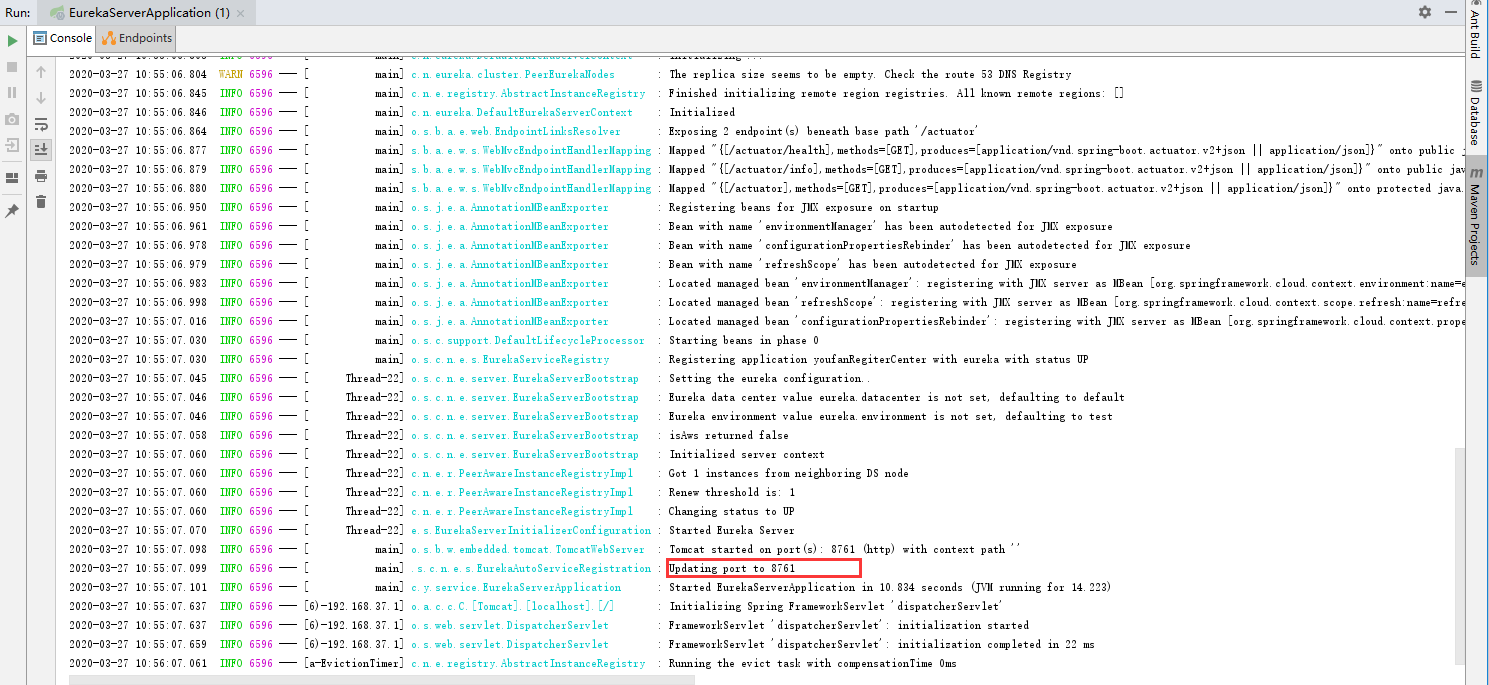 Run: EurekaServerApplication (1) ×
Console Endpoints
2020-03-27 10:55:06.804 WARN 6596 --- [ main] c.n.eureka.cluster.PeerEurekaNodes : The replica size seems to be empty. Check the route 53 DNS Registry
2020-03-27 10:55:06.845 INFO 6596 --- [ main] c.n.e.registry.AbstractInstanceRegistry : Finished initializing remote region registries. All known remote regions: []
2020-03-27 10:55:06.846 INFO 6596 --- [ main] c.n.eureka.DefaultEurekaServerContext : Initialized
2020-03-27 10:55:06.864 INFO 6596 --- [ main] o.s.b.a.e.web.EndpointLinksResolver : Exposing 2 endpoint(s) beneath base path '/actuator'
2020-03-27 10:55:06.877 INFO 6596 --- [ main] s.b.a.e.w.s.WebMvcEndpointHandlerMapping : Mapped "{[/actuator/health],methods=[GET],produces=[application/vnd.spring-boot.actuator.v2+json || application/json]}" onto public j
2020-03-27 10:55:06.879 INFO 6596 --- [ main] s.b.a.e.w.s.WebMvcEndpointHandlerMapping : Mapped "{[/actuator/info],methods=[GET],produces=[application/vnd.spring-boot.actuator.v2+json || application/json]}" onto public jav
2020-03-27 10:55:06.880 INFO 6596 --- [ main] s.b.a.e.w.s.WebMvcEndpointHandlerMapping : Mapped "{[/actuator],methods=[GET],produces=[application/vnd.spring-boot.actuator.v2+json || application/json]}" onto protected java.
2020-03-27 10:55:06.950 INFO 6596 --- [ main] o.s.j.e.a.AnnotationMBeanExporter : Registering beans for JMX exposure on startup
2020-03-27 10:55:06.961 INFO 6596 --- [ main] o.s.j.e.a.AnnotationMBeanExporter : Bean with name 'environmentManager' has been autodetected for JMX exposure
2020-03-27 10:55:06.978 INFO 6596 --- [ main] o.s.j.e.a.AnnotationMBeanExporter : Bean with name 'configurationPropertiesRebinder' has been autodetected for JMX exposure
2020-03-27 10:55:06.979 INFO 6596 --- [ main] o.s.j.e.a.AnnotationMBeanExporter : Bean with name 'refreshScope' has been autodetected for JMX exposure
2020-03-27 10:55:06.983 INFO 6596 --- [ main] o.s.j.e.a.AnnotationMBeanExporter : Located managed bean 'environmentManager': registering with JMX server as MBean [org.springframework.cloud.context.environment:name=e
2020-03-27 10:55:06.998 INFO 6596 --- [ main] o.s.j.e.a.AnnotationMBeanExporter : Located managed bean 'refreshScope': registering with JMX server as MBean [org.springframework.cloud.context.scope.refresh:name=refre
2020-03-27 10:55:07.016 INFO 6596 --- [ main] o.s.j.e.a.AnnotationMBeanExporter : Located managed bean 'configurationPropertiesRebinder': registering with JMX server as MBean [org.springframework.cloud.context.prope
2020-03-27 10:55:07.030 INFO 6596 --- [ main] o.s.c.support.DefaultLifecycleProcessor : Starting beans in phase 0
2020-03-27 10:55:07.030 INFO 6596 --- [ main] o.s.c.n.e.s.EurekaServiceRegistry : Registering application youfanRegiterCenter with eureka with status UP
2020-03-27 10:55:07.045 INFO 6596 --- [ Thread-22] o.s.c.n.e.server.EurekaServerBootstrap : Setting the eureka configuration..
2020-03-27 10:55:07.046 INFO 6596 --- [ Thread-22] o.s.c.n.e.server.EurekaServerBootstrap : Eureka data center value eureka.datacenter is not set, defaulting to default
2020-03-27 10:55:07.046 INFO 6596 --- [ Thread-22] o.s.c.n.e.server.EurekaServerBootstrap : Eureka environment value eureka.environment is not set, defaulting to test
2020-03-27 10:55:07.058 INFO 6596 --- [ Thread-22] o.s.c.n.e.server.EurekaServerBootstrap : isAws returned false
2020-03-27 10:55:07.060 INFO 6596 --- [ Thread-22] o.s.c.n.e.server.EurekaServerBootstrap : Initialized server context
2020-03-27 10:55:07.060 INFO 6596 --- [ Thread-22] c.n.e.r.PeerAwareInstanceRegistryImpl : Got 1 instances from neighboring DS node
2020-03-27 10:55:07.060 INFO 6596 --- [ Thread-22] c.n.e.r.PeerAwareInstanceRegistryImpl : Renew threshold is: 1
2020-03-27 10:55:07.060 INFO 6596 --- [ Thread-22] c.n.e.r.PeerAwareInstanceRegistryImpl : Changing status to UP
2020-03-27 10:55:07.070 INFO 6596 --- [ Thread-22] e.s.EurekaServerInitializerConfiguration : Started Eureka Server
2020-03-27 10:55:07.098 INFO 6596 --- [ main] o.s.b.w.embedded.tomcat.TomcatWebServer : Tomcat started on port(s): 8761 (http) with context path ''
2020-03-27 10:55:07.099 INFO 6596 --- [ main] .s.c.n.e.s.EurekaAutoServiceRegistration : Updating port to 8761
2020-03-27 10:55:07.101 INFO 6596 --- [ main] c.y.service.EurekaServerApplication : Started EurekaServerApplication in 10.834 seconds (JVM running for 14.223)
2020-03-27 10:55:07.637 INFO 6596 --- [6)-192.168.37.1] o.a.c.c.C.[Tomcat].[localhost].[/] : Initializing Spring FrameworkServlet 'dispatcherServlet'
2020-03-27 10:55:07.637 INFO 6596 --- [6)-192.168.37.1] o.s.web.servlet.DispatcherServlet : FrameworkServlet 'dispatcherServlet': initialization started
2020-03-27 10:55:07.659 INFO 6596 --- [6)-192.168.37.1] o.s.web.servlet.DispatcherServlet : FrameworkServlet 'dispatcherServlet': initialization completed in 22 ms
2020-03-27 10:56:07.061 INFO 6596 --- [a-EvictionTimer] c.n.e.registry.AbstractInstanceRegistry : Running the evict task with compensationTime 0ms
Ant Build
Database
Maven Projects